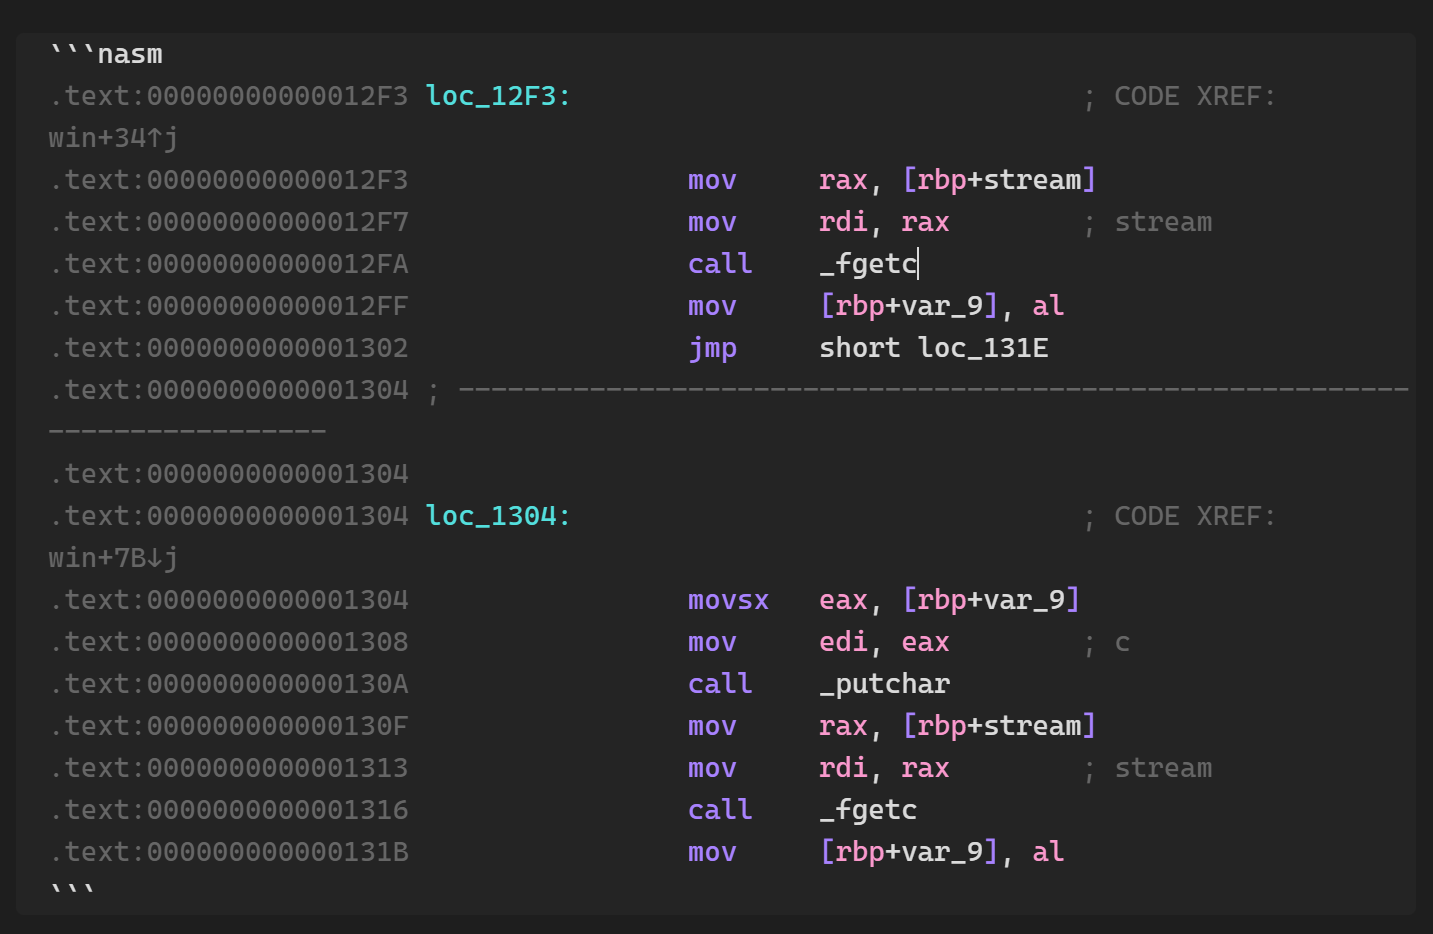 ```nasm
.text:00000000000012F3 loc_12F3: ; CODE XREF:
win+34↑j
.text:00000000000012F3 mov rax, [rbp+stream]
.text:00000000000012F7 mov rdi, rax ; stream
.text:00000000000012FA call _fgetc
.text:00000000000012FF mov [rbp+var_9], al
.text:0000000000001302 jmp short loc_131E
.text:0000000000001304 ; ----------------------------------------------------------
-----------------
.text:0000000000001304
.text:0000000000001304 loc_1304: ; CODE XREF:
win+7B↓j
.text:0000000000001304 movsx eax, [rbp+var_9]
.text:0000000000001308 mov edi, eax ; c
.text:000000000000130A call _putchar
.text:000000000000130F mov rax, [rbp+stream]
.text:0000000000001313 mov rdi, rax ; stream
.text:0000000000001316 call _fgetc
.text:000000000000131B mov [rbp+var_9], al
```